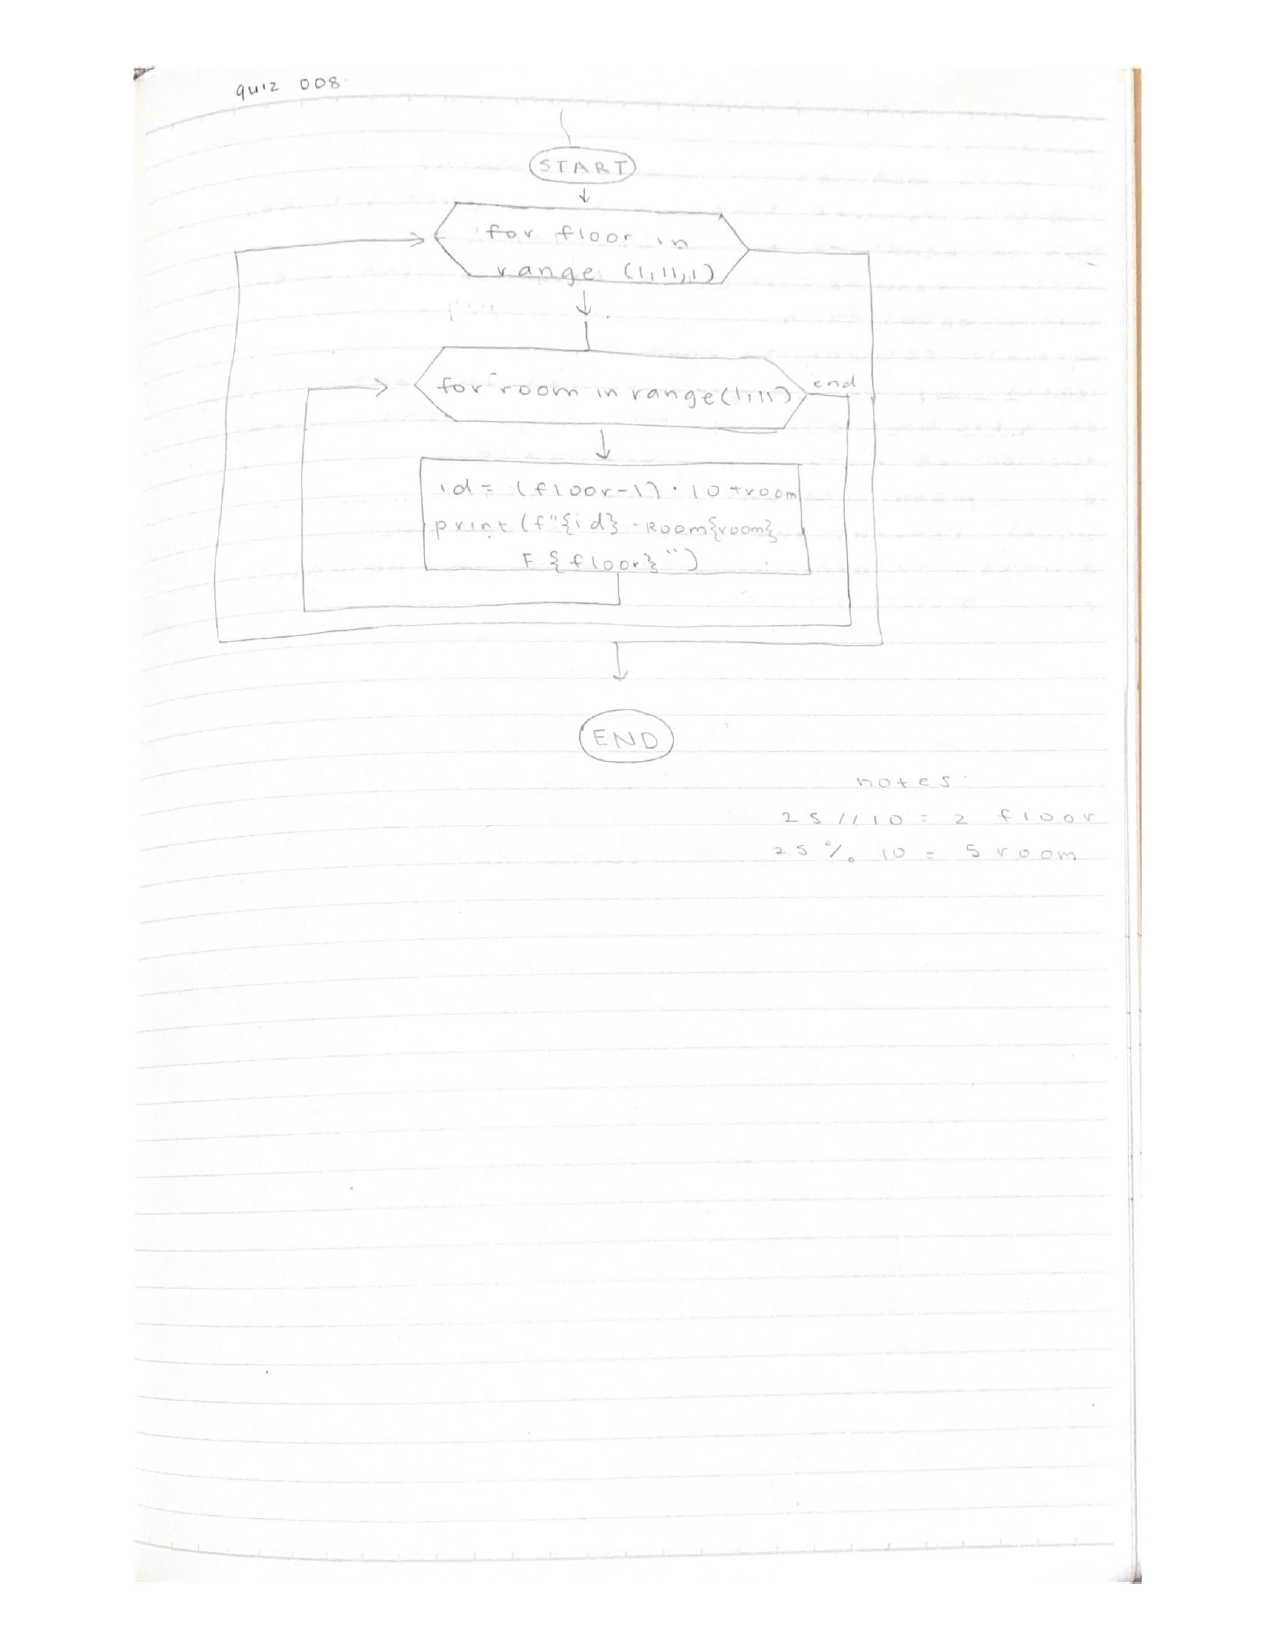 quiz 008
START
for floor in
range (1,11,1)
for room in range(1,11)
end
id = (floor-1) · 10 + room
print (f"{id} - Room{room}
F {floor}")
END
notes
25 // 10 = 2 floor
25 % 10 = 5 room